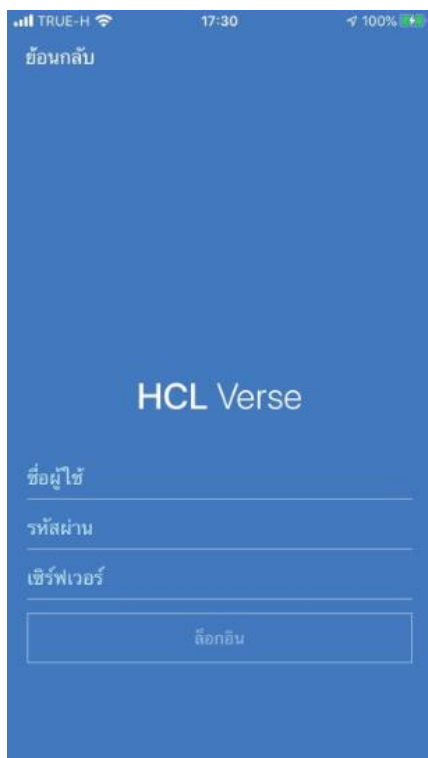 TRUE-H 17:30 100%
ย้อนกลับ
HCL Verse
ชื่อผู้ใช้
รหัสผ่าน
เซิร์ฟเวอร์
ล็อกอิน